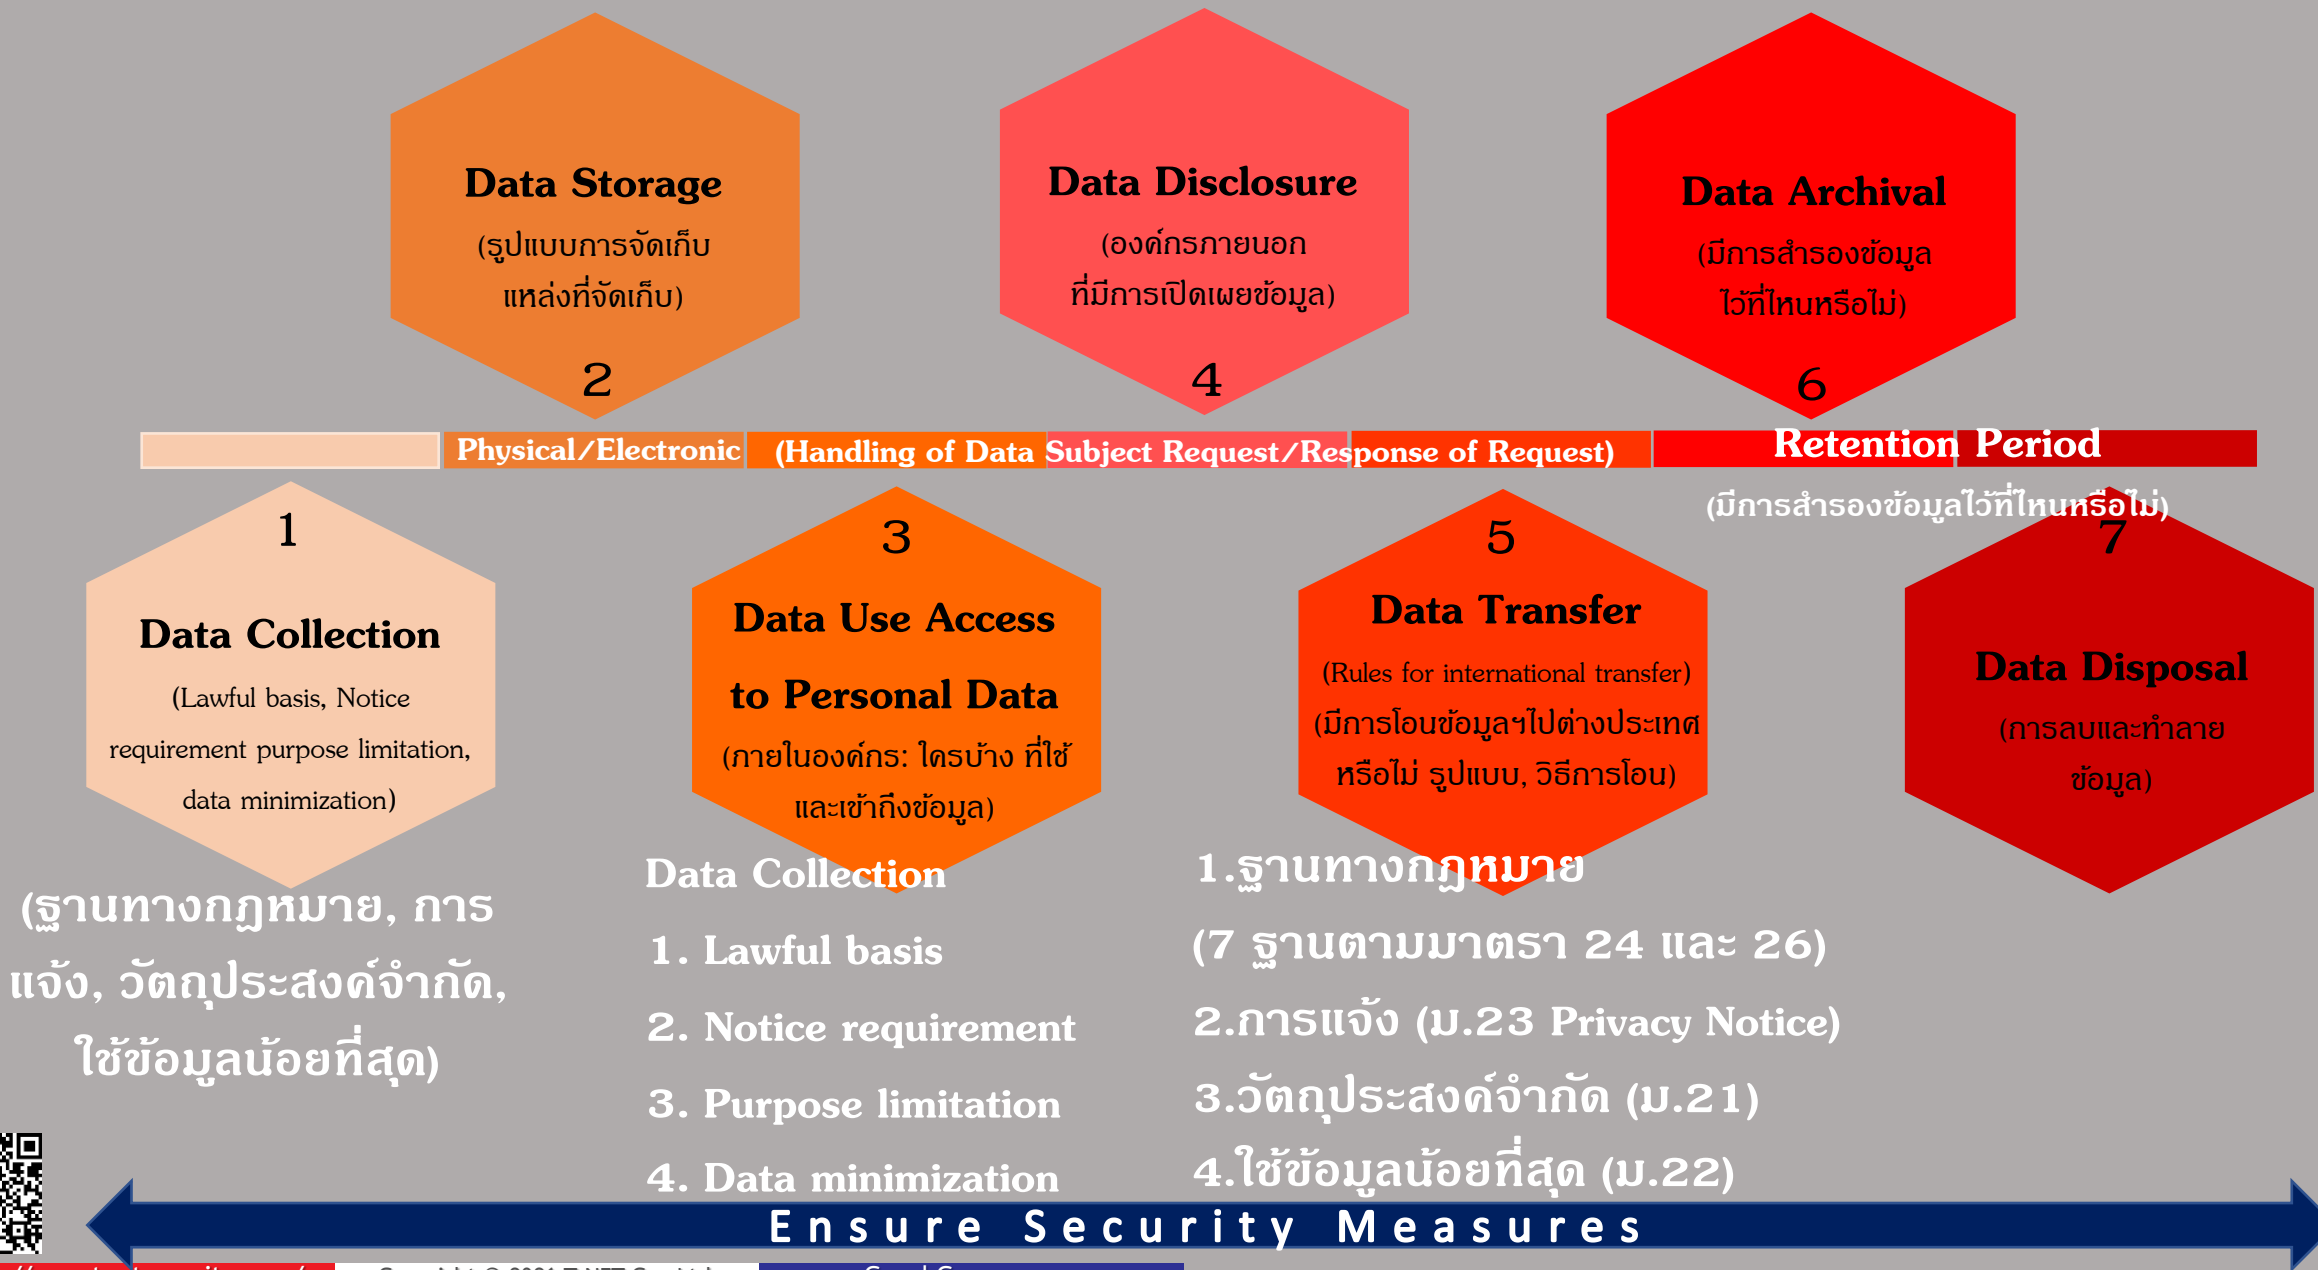 Data Storage
(รูปแบบการจัดเก็บ
แหล่งที่จัดเก็บ)
2
Data Disclosure
(องค์กรภายนอก
ที่มีการเปิดเผยข้อมูล)
4
Data Archival
(มีการสำรองข้อมูล
ไว้ที่ไหนหรือไม่)
6
Physical/Electronic
(Handling of Data Subject Request/Response of Request)
Retention Period
(มีการสำรองข้อมูลไว้ที่ไหนหรือไม่)
1
Data Collection
(Lawful basis, Notice
requirement purpose limitation,
data minimization)
(ฐานทางกฎหมาย, การ
แจ้ง, วัตถุประสงค์จำกัด,
ใช้ข้อมูลน้อยที่สุด)
3
Data Use Access
to Personal Data
(ภายในองค์กร: ใครบ้าง ที่ใช้
และเข้าถึงข้อมูล)
5
Data Transfer
(Rules for international transfer)
(มีการโอนข้อมูลฯไปต่างประเทศ
หรือไม่ รูปแบบ, วิธีการโอน)
7
Data Disposal
(การลบและทำลาย
ข้อมูล)
Data Collection
1. Lawful basis
2. Notice requirement
3. Purpose limitation
4. Data minimization
1.ฐานทางกฎหมาย
(7 ฐานตามมาตรา 24 และ 26)
2.การแจ้ง (ม.23 Privacy Notice)
3.วัตถุประสงค์จำกัด (ม.21)
4.ใช้ข้อมูลน้อยที่สุด (ม.22)
Ensure Security Measures